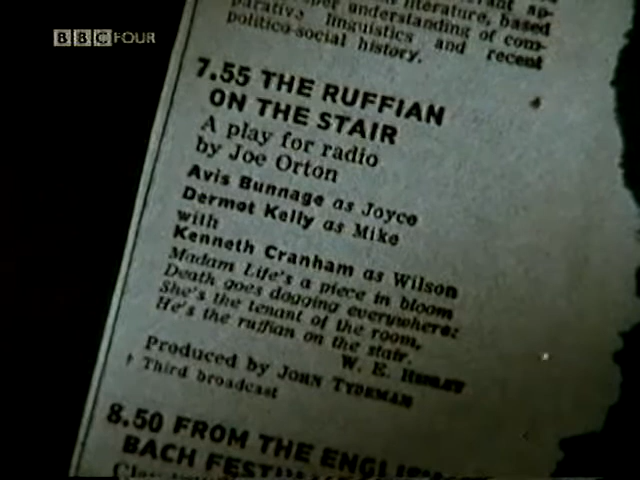 BBC FOUR
literature, based
understanding of com-
parative linguistics and recent
politico-social history.
7.55 THE RUFFIAN
ON THE STAIR
A play for radio
by Joe Orton
Avis Bunnage as Joyce
Dermot Kelly as Mike
with
Kenneth Cranham as Wilson
Madam Life's a piece in bloom
Death goes dogging everywhere:
She's the tenant of the room,
He's the ruffian on the stair.
W. E. HENLEY
Produced by JOHN TYDEMAN
† Third broadcast
8.50 FROM THE ENGLISH
BACH FESTIVAL